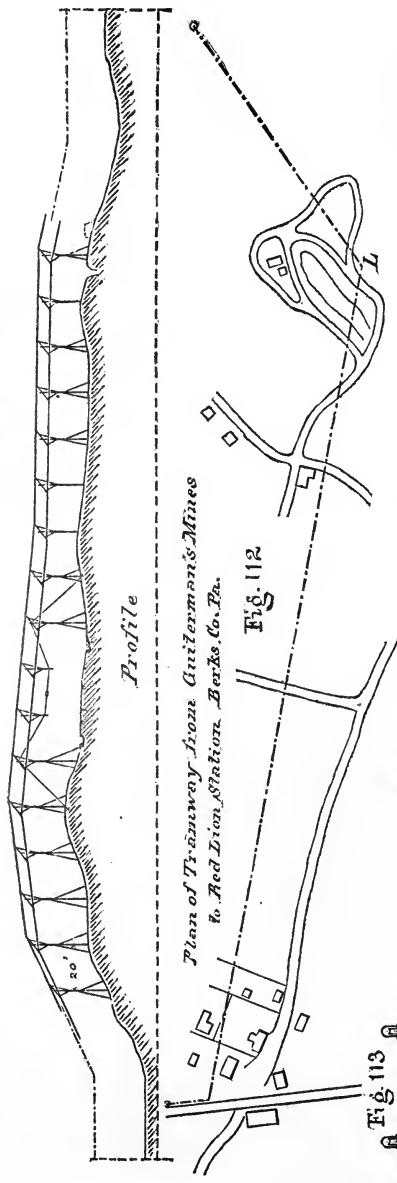 Profile
20'
Plan of Tramway from Guiterman's Mines
to Red Lion Station Berks, Co. Pa.
Fig. 112
L
Fig. 113